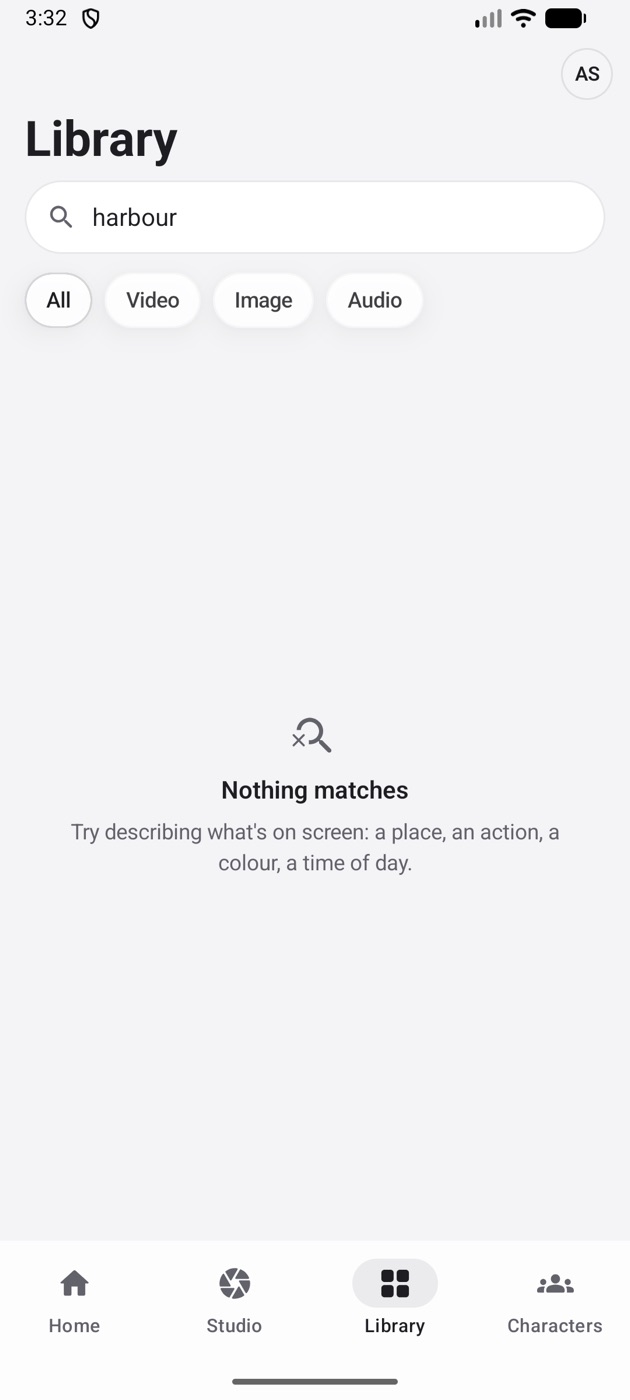 3:32
AS
Library
harbour
All
Video
Image
Audio
Nothing matches
Try describing what's on screen: a place, an action, a
colour, a time of day.
Home
Studio
Library
Characters